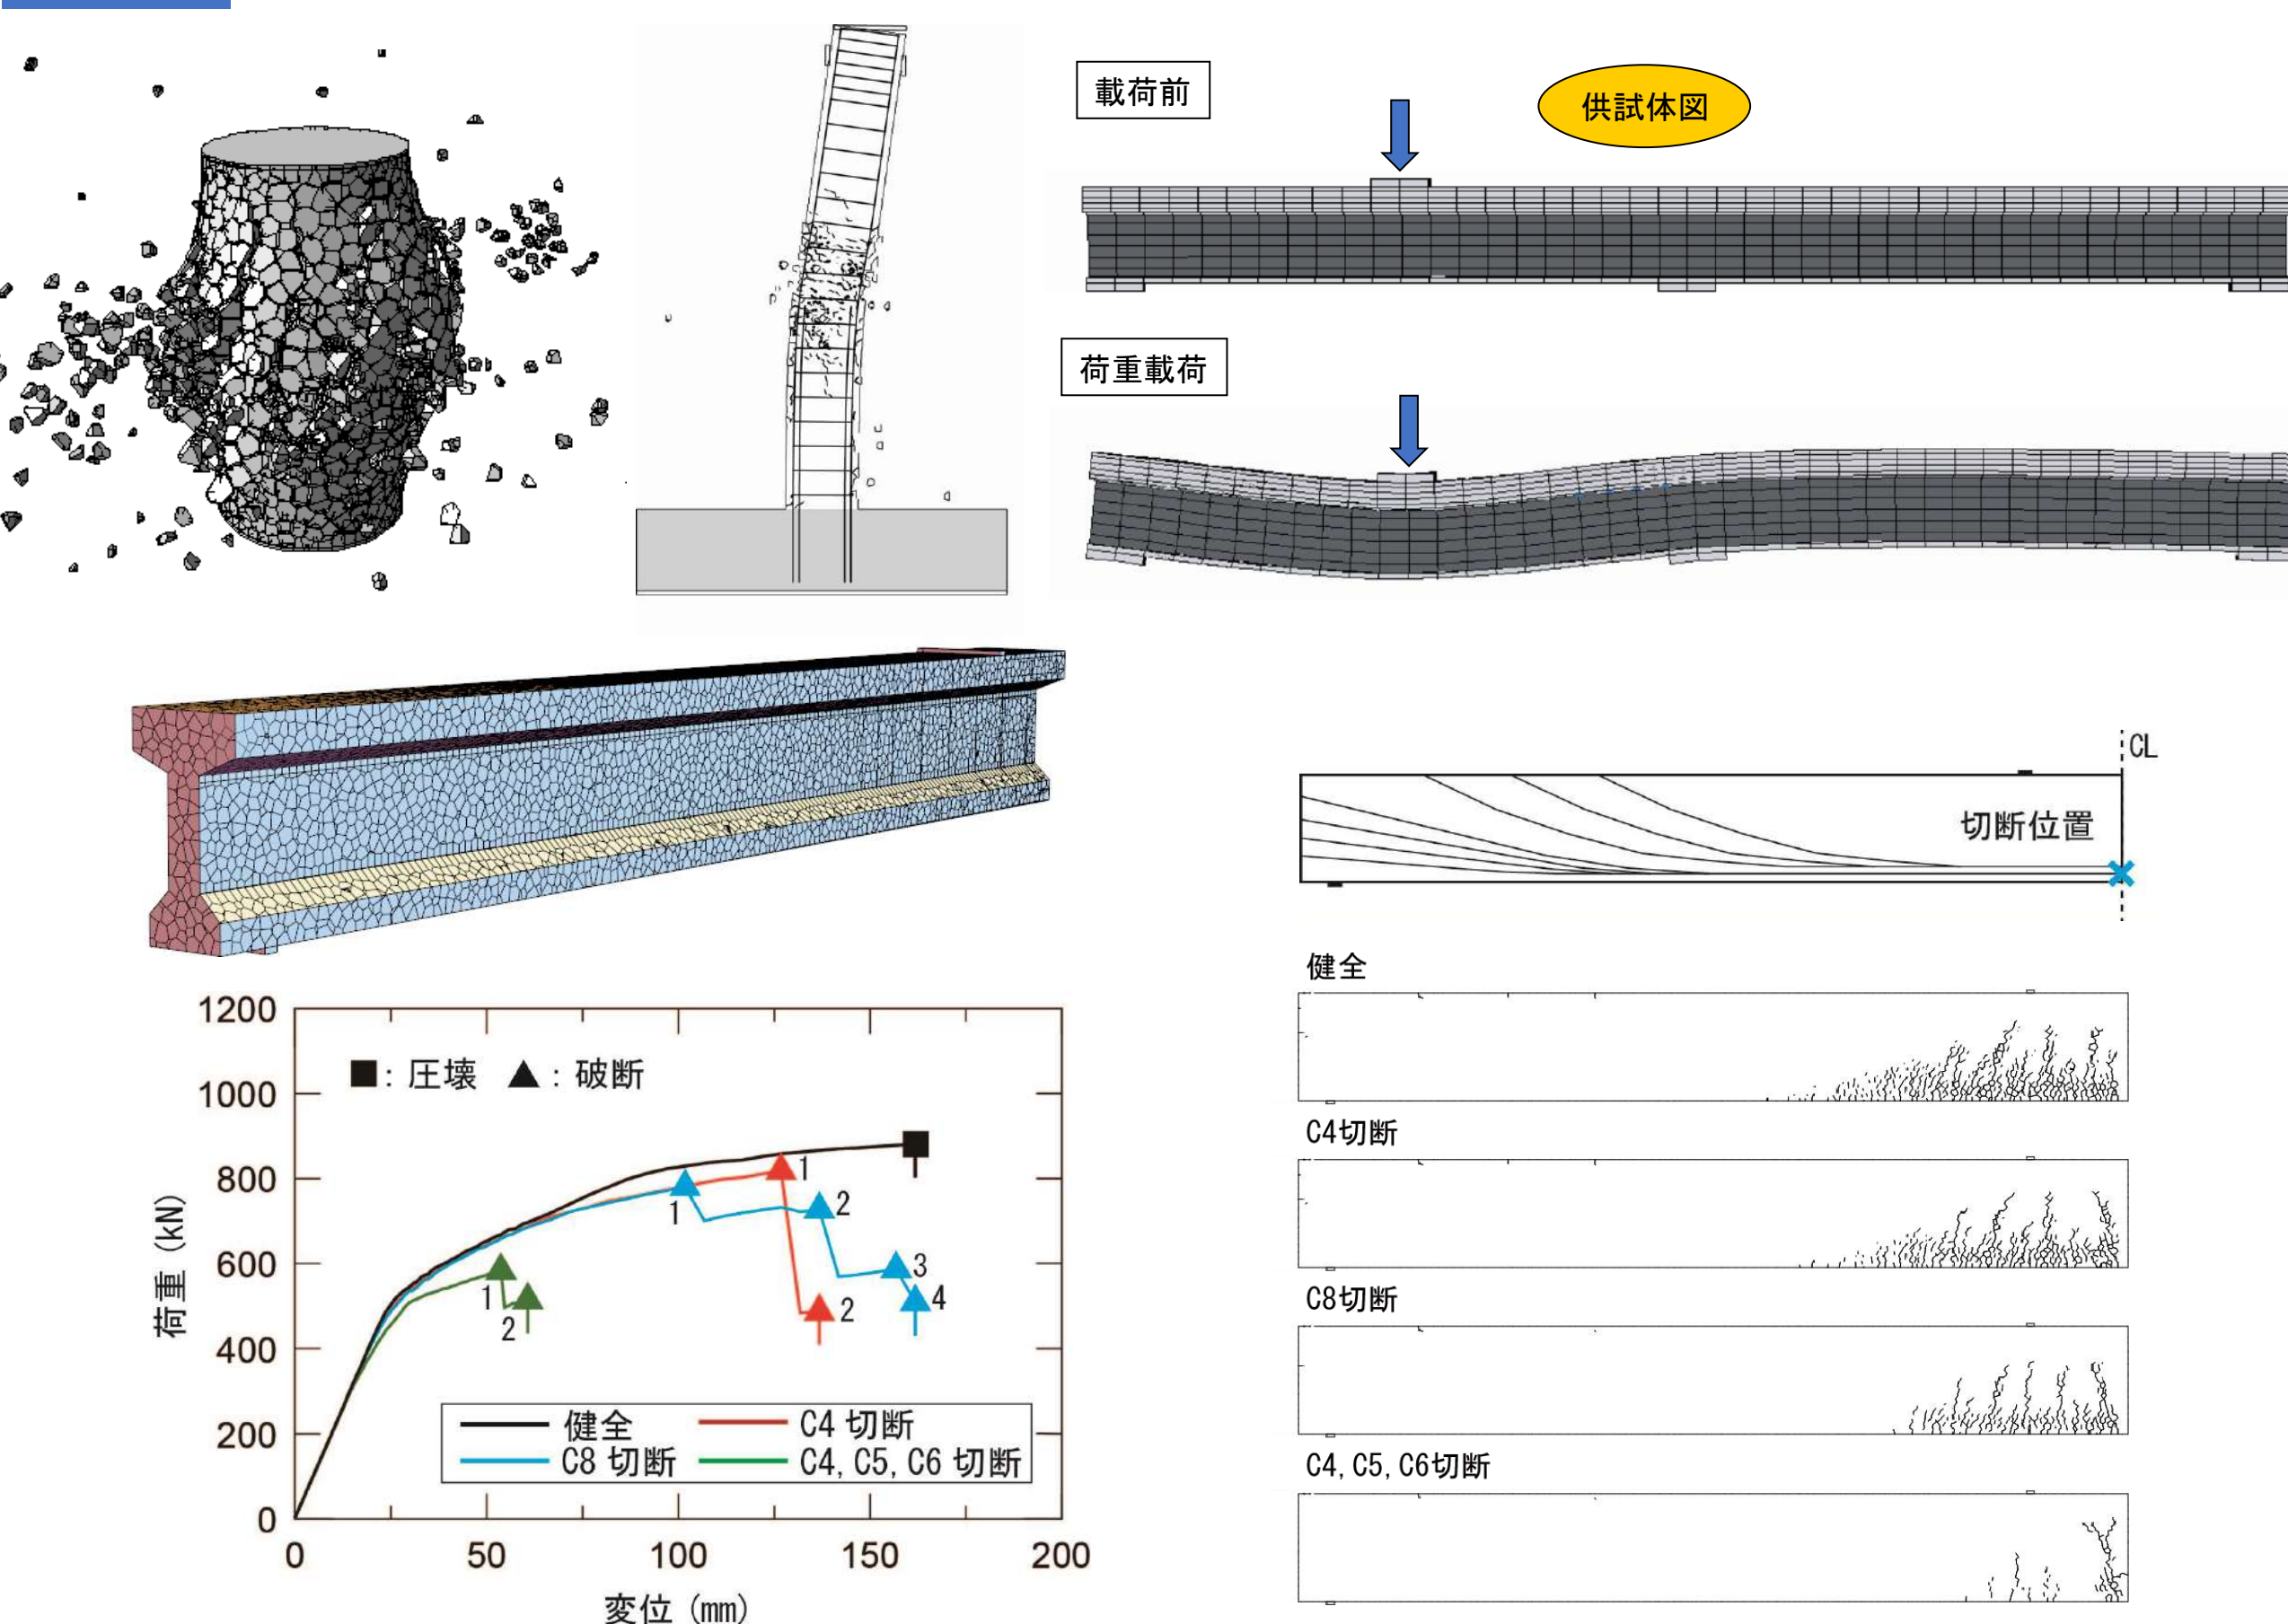 載荷前
供試体図
荷重載荷
CL
切断位置
健全
C4切断
C8切断
C4,C5,C6切断
1200
1000
800
600
400
200
0
荷重 (kN)
■:圧壊 ▲:破断
1
2
1
2
3
4
1
2
健全
C4 切断
C8 切断
C4,C5,C6 切断
0 50 100 150 200
変位 (mm)